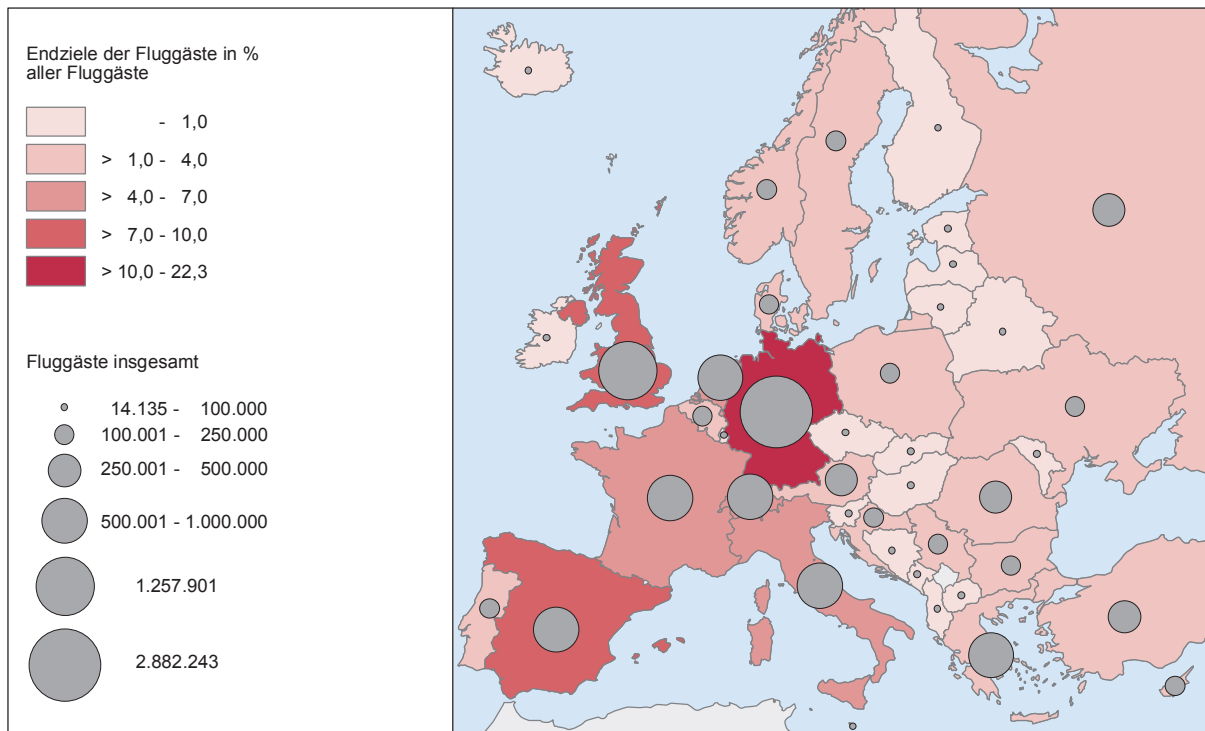 Endziele der Fluggäste in %
aller Fluggäste
- 1,0
> 1,0 - 4,0
> 4,0 - 7,0
> 7,0 - 10,0
> 10,0 - 22,3
Fluggäste insgesamt
14.135 - 100.000
100.001 - 250.000
250.001 - 500.000
500.001 - 1.000.000
1.257.901
2.882.243